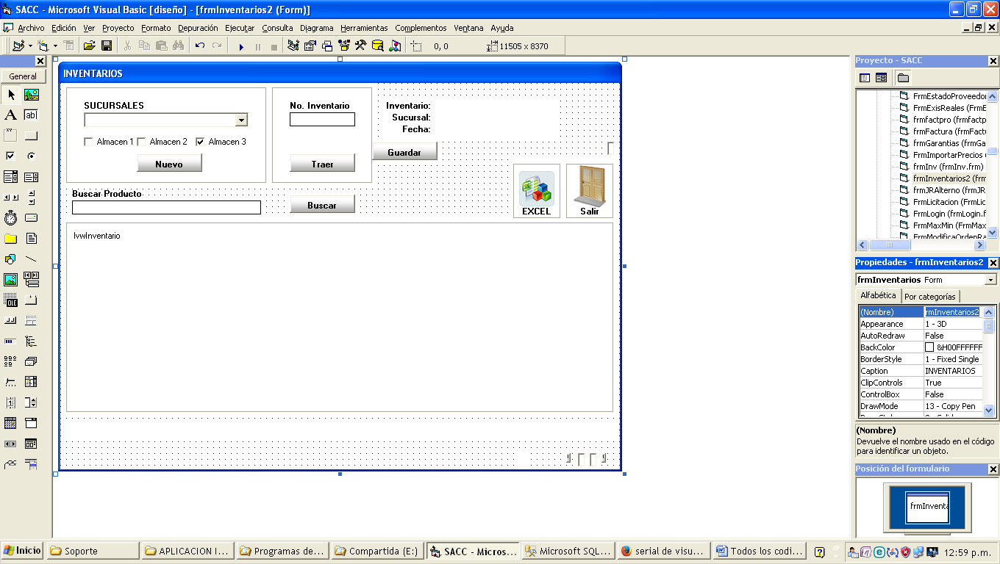 SACC - Microsoft Visual Basic [diseño] - [frmInventarios2 (Form)]
Archivo Edición Ver Proyecto Formato Depuración Ejecutar Consulta Diagrama Herramientas Complementos Ventana Ayuda
0, 0
11505 x 8370
General
INVENTARIOS
SUCURSALES
Almacen 1
Almacen 2
Almacen 3
Nuevo
No. Inventario
Traer
Inventario:
Sucursal:
Fecha:
Guardar
Buscar Producto
Buscar
EXCEL
Salir
lvwInventario
Proyecto - SACC
FrmEstadoProveedor
FrmExisReales (FrmE
frmfactpro (frmfactp
frmFactura (frmFactu
frmGarantias (frmGar
FrmImportarPrecios (
frmInv (frmInv.frm)
frmInventarios2 (frm
frmJRAlterno (frmJR
FrmLicitacion (FrmLic
FrmLogin (frmLogin.f
FrmMaxMin (FrmMax
FrmModificaOrdenRa
Propiedades - frmInventarios2
frmInventarios Form
Alfabética
Por categorías
(Nombre) rmInventarios2
Appearance 1 - 3D
AutoRedraw False
BackColor &H00FFFFFF
BorderStyle 1 - Fixed Single
Caption INVENTARIOS
ClipControls True
ControlBox False
DrawMode 13 - Copy Pen
(Nombre)
Devuelve el nombre usado en el código
para identificar un objeto.
Posición del formulario
frmInventa
Inicio
Soporte
APLICACION I...
Programas de...
Compartida (E:)
SACC - Micros...
Microsoft SQL...
serial de visu...
Todos los codi...
12:59 p.m.